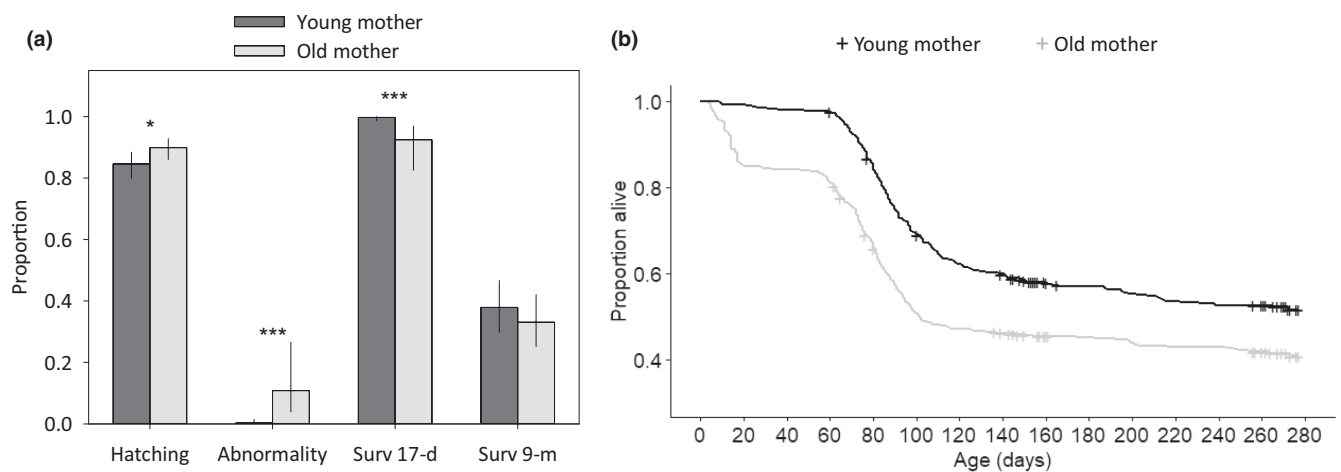 (a)
Young mother
Old mother
*
***
***
1.0
0.8
0.6
0.4
0.2
0.0
Proportion
Hatching Abnormality Surv 17-d Surv 9-m
(b)
Young mother Old mother
1.0
0.8
0.6
0.4
Proportion alive
0 20 40 60 80 100 120 140 160 180 200 220 240 260 280
Age (days)